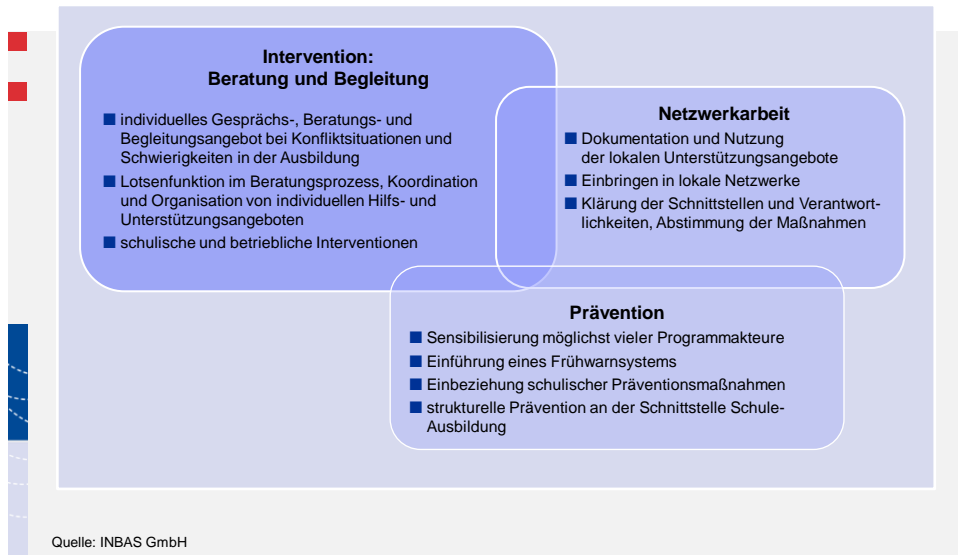 Intervention:
Beratung und Begleitung
individuelles Gesprächs-, Beratungs- und
Begleitungsangebot bei Konfliktsituationen und
Schwierigkeiten in der Ausbildung
Lotsenfunktion im Beratungsprozess, Koordination
und Organisation von individuellen Hilfs- und
Unterstützungsangeboten
schulische und betriebliche Interventionen
Netzwerkarbeit
Dokumentation und Nutzung
der lokalen Unterstützungsangebote
Einbringen in lokale Netzwerke
Klärung der Schnittstellen und Verantwort-
lichkeiten, Abstimmung der Maßnahmen
Prävention
Sensibilisierung möglichst vieler Programmakteure
Einführung eines Frühwarnsystems
Einbeziehung schulischer Präventionsmaßnahmen
strukturelle Prävention an der Schnittstelle Schule-
Ausbildung
Quelle: INBAS GmbH